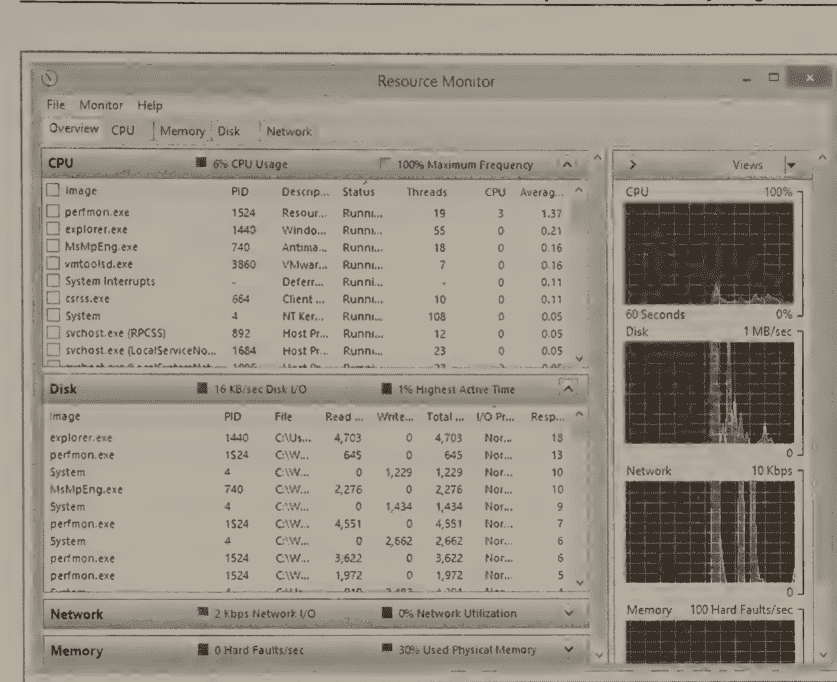 Resource Monitor
File Monitor Help
Overview CPU Memory Disk Network
CPU 6% CPU Usage 100% Maximum Frequency
Image PID Descrip... Status Threads CPU Averag...
perfmon.exe 1524 Resour... Runni... 19 3 1.37
explorer.exe 1440 Windo... Runni... 55 0 0.21
MsMpEng.exe 740 Antima... Runni... 18 0 0.16
vmtoolsd.exe 3860 VMwar... Runni... 7 0 0.16
System Interrupts - Deferr... Runni... - 0 0.11
csrss.exe 664 Client ... Runni... 10 0 0.11
System 4 NT Ker... Runni... 108 0 0.05
svchost.exe (RPCSS) 892 Host Pr... Runni... 12 0 0.05
svchost.exe (LocalServiceNo... 1684 Host Pr... Runni... 23 0 0.05
Disk 16 KB/sec Disk I/O 1% Highest Active Time
Image PID File Read ... Write... Total ... I/O Pr... Resp...
explorer.exe 1440 C:\Us... 4,703 0 4,703 Nor... 18
perfmon.exe 1524 C:\W... 645 0 645 Nor... 13
System 4 C:\W... 0 1,229 1,229 Nor... 10
MsMpEng.exe 740 C:\W... 2,276 0 2,276 Nor... 10
System 4 C:\W... 0 1,434 1,434 Nor... 9
perfmon.exe 1524 C:\W... 4,551 0 4,551 Nor... 7
System 4 C:\W... 0 2,662 2,662 Nor... 6
perfmon.exe 1524 C:\W... 3,622 0 3,622 Nor... 6
perfmon.exe 1524 C:\W... 1,972 0 1,972 Nor... 5
Network 2 Kbps Network I/O 0% Network Utilization
Memory 0 Hard Faults/sec 30% Used Physical Memory
Views
CPU 100%
60 Seconds 0%
Disk 1 MB/sec
0
Network 10 Kbps
0
Memory 100 Hard Faults/sec